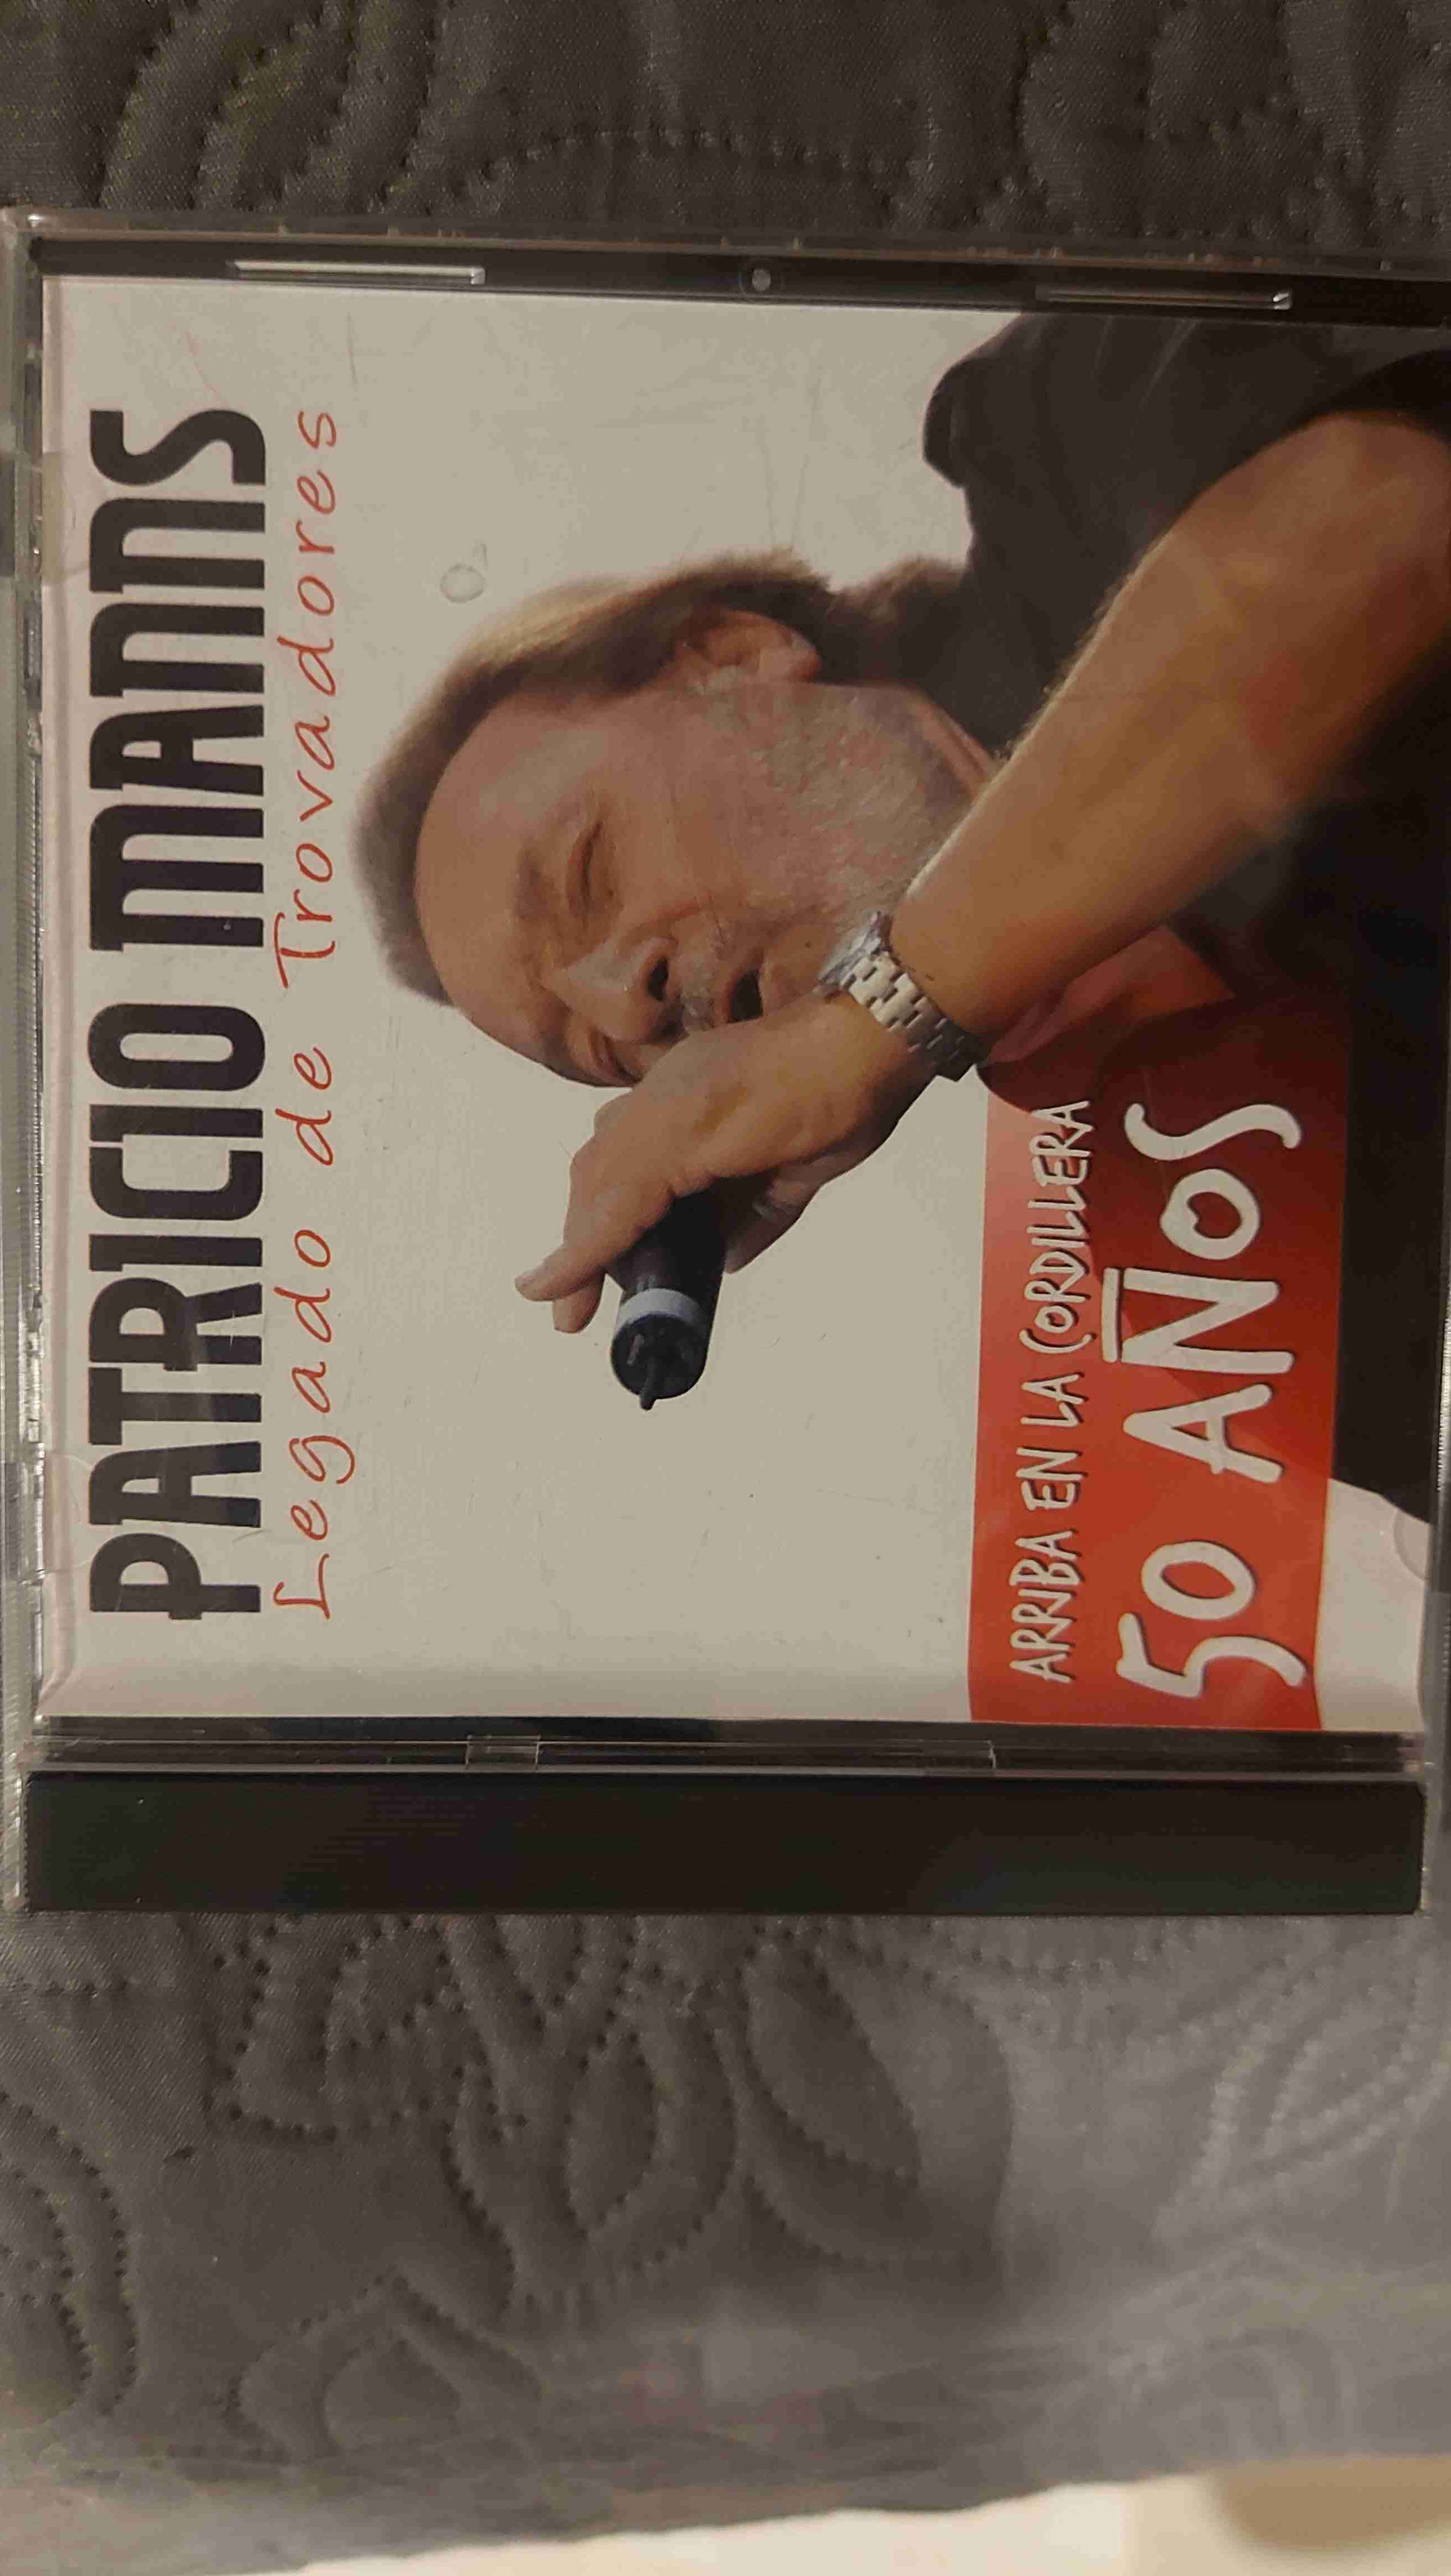 PATRICIO MANNS
Legado de Trovadores
ARRIBA EN LA CORDILLERA
50 AÑOS